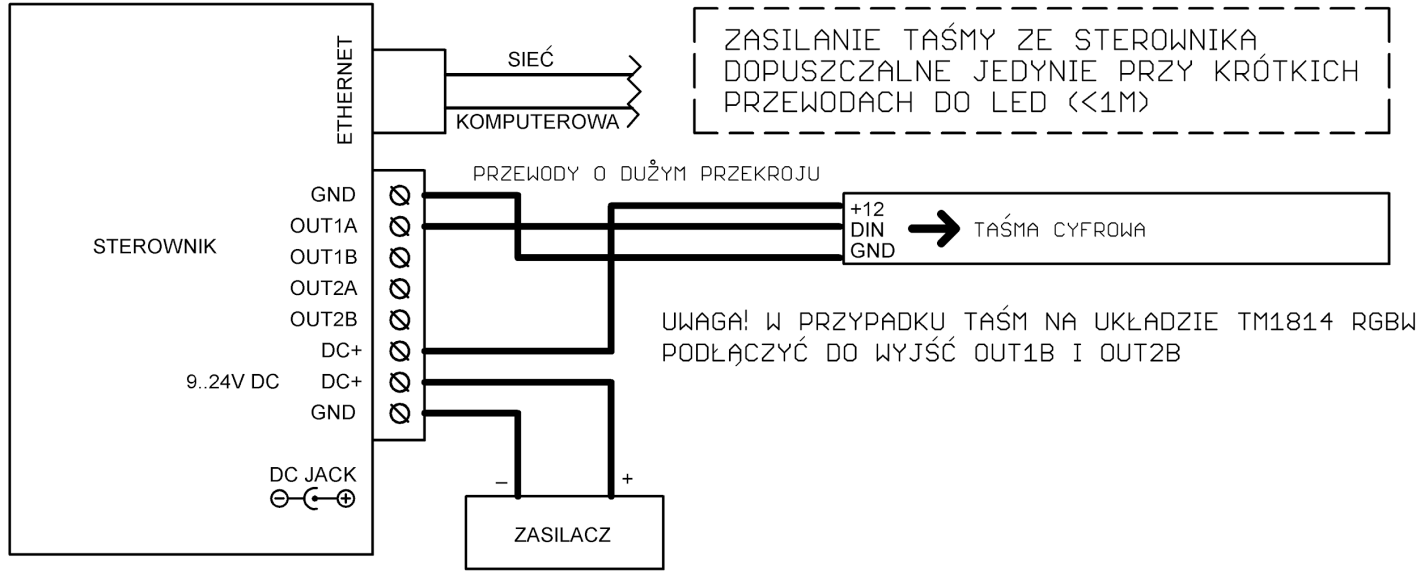 ETHERNET
SIEĆ
KOMPUTEROWA
ZASILANIE TAŚMY ZE STEROWNIKA
DOPUSZCZALNE JEDYNIE PRZY KRÓTKICH
PRZEWODACH DO LED (<1M)
PRZEWODY O DUŻYM PRZEKROJU
STEROWNIK
GND
OUT1A
OUT1B
OUT2A
OUT2B
DC+
9..24V DC DC+
GND
+12
DIN
GND
TAŚMA CYFROWA
UWAGA! W PRZYPADKU TAŚM NA UKŁADZIE TM1814 RGBW
PODŁĄCZYĆ DO WYJŚĆ OUT1B I OUT2B
DC JACK
– +
ZASILACZ